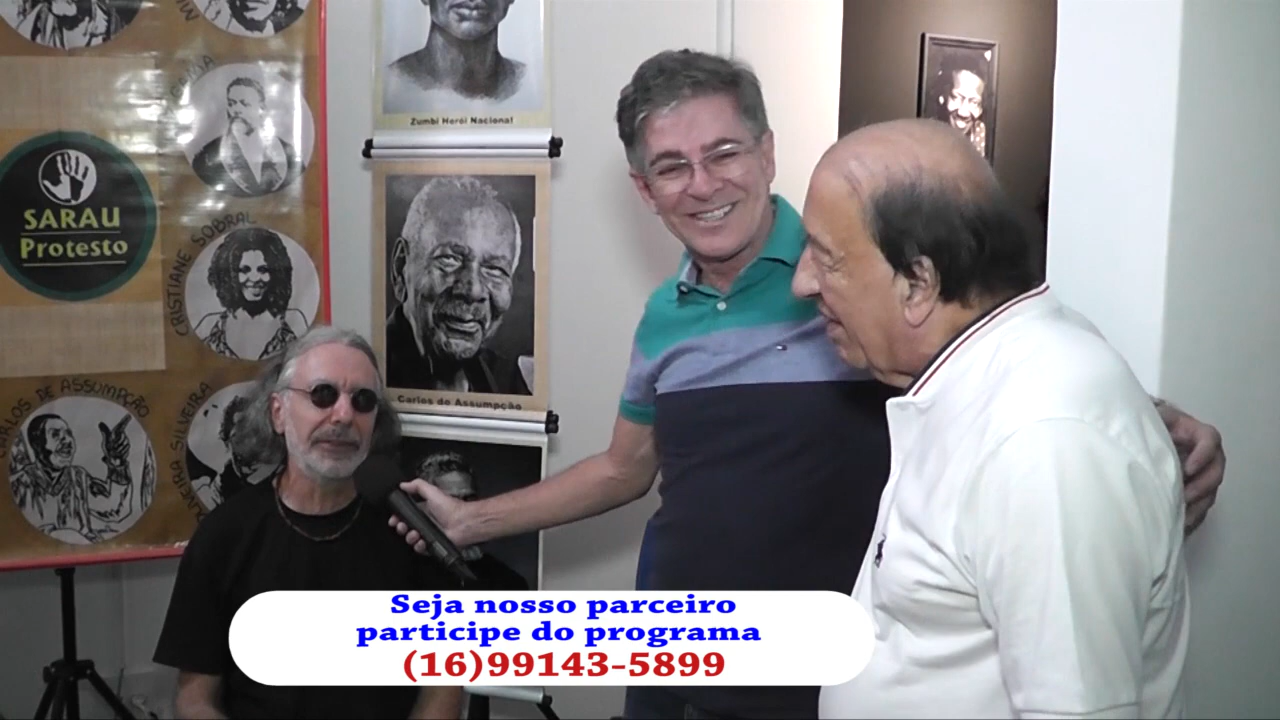 Zumbi Herói Nacional
SARAU
Protesto
CRISTIANE SOBRAL
CARLOS DE ASSUMPÇÃO
SILVEIRA
Carlos de Assumpção
Seja nosso parceiro
participe do programa
(16)99143-5899